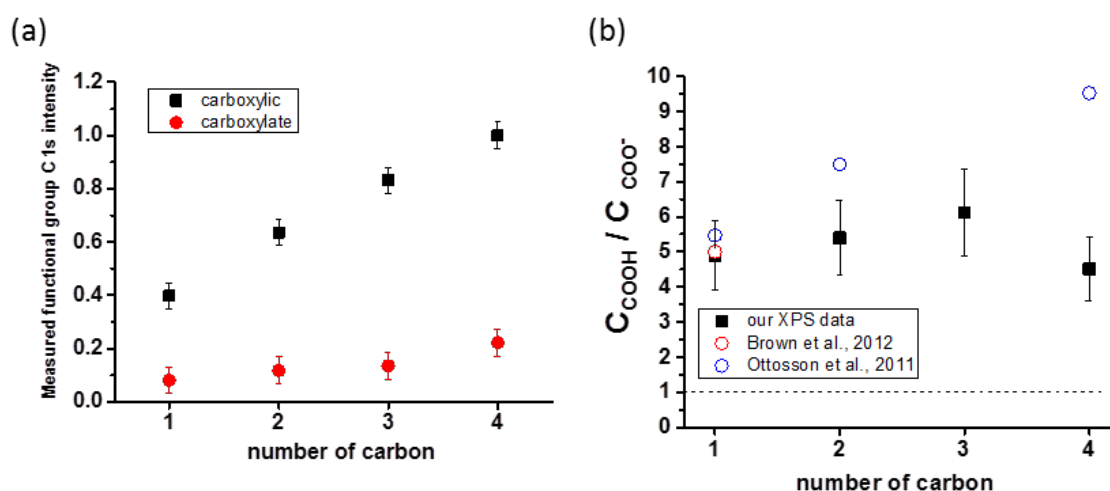 (a)
Measured functional group C 1s intensity
1.2
1.0
0.8
0.6
0.4
0.2
0.0
carboxylic
carboxylate
1 2 3 4
number of carbon
(b)
C COOH / C COO-
10
9
8
7
6
5
4
3
2
1
0
our XPS data
Brown et al., 2012
Ottosson et al., 2011
1 2 3 4
number of carbon